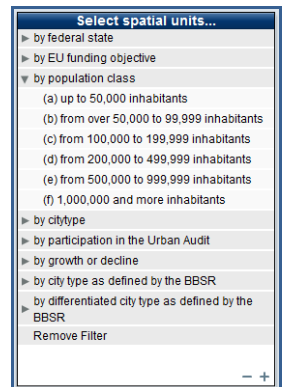 Select spatial units...
by federal state
by EU funding objective
by population class
(a) up to 50,000 inhabitants
(b) from over 50,000 to 99,999 inhabitants
(c) from 100,000 to 199,999 inhabitants
(d) from 200,000 to 499,999 inhabitants
(e) from 500,000 to 999,999 inhabitants
(f) 1,000,000 and more inhabitants
by citytype
by participation in the Urban Audit
by growth or decline
by city type as defined by the BBSR
by differentiated city type as defined by the
BBSR
Remove Filter
− +